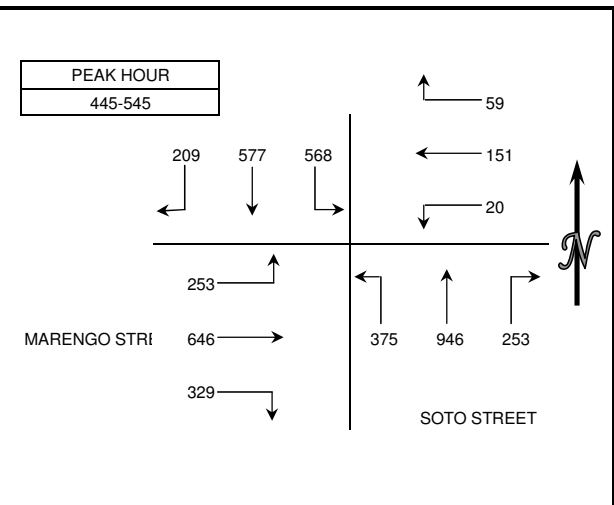 PEAK HOUR
445-545
59
209 577 568
151
20
253
MARENGO STRE
646
375 946 253
329
SOTO STREET
N